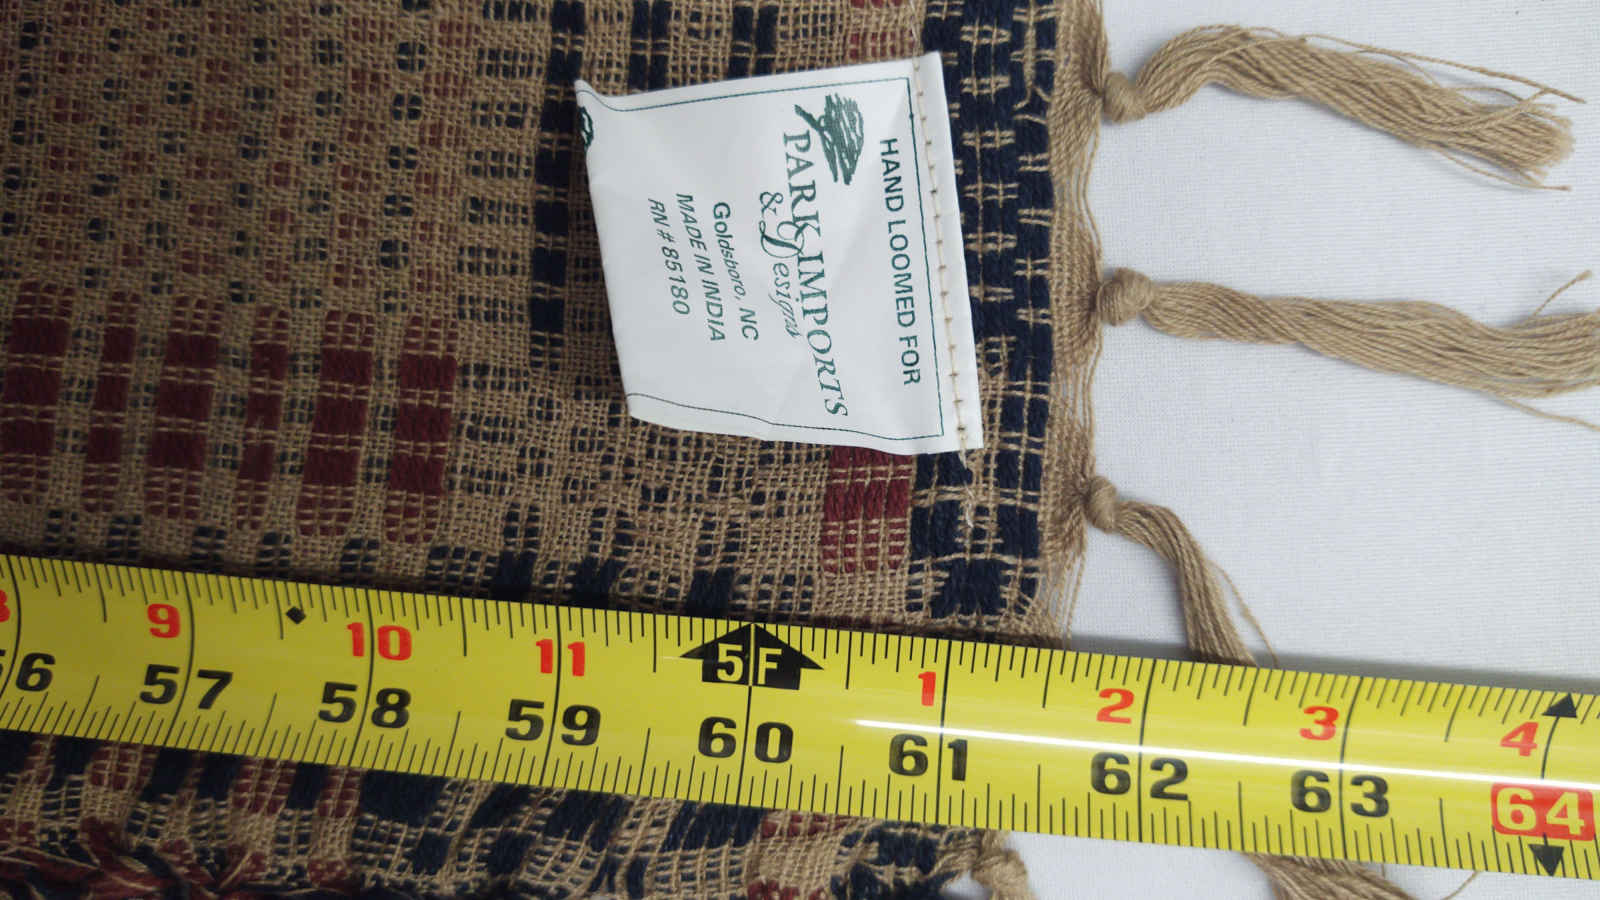 HAND LOOMED FOR
PARK IMPORTS
& Designs
Goldsboro, NC
MADE IN INDIA
RN # 85180
8 9 10 11 5F 1 2 3 4
56 57 58 59 60 61 62 63 64